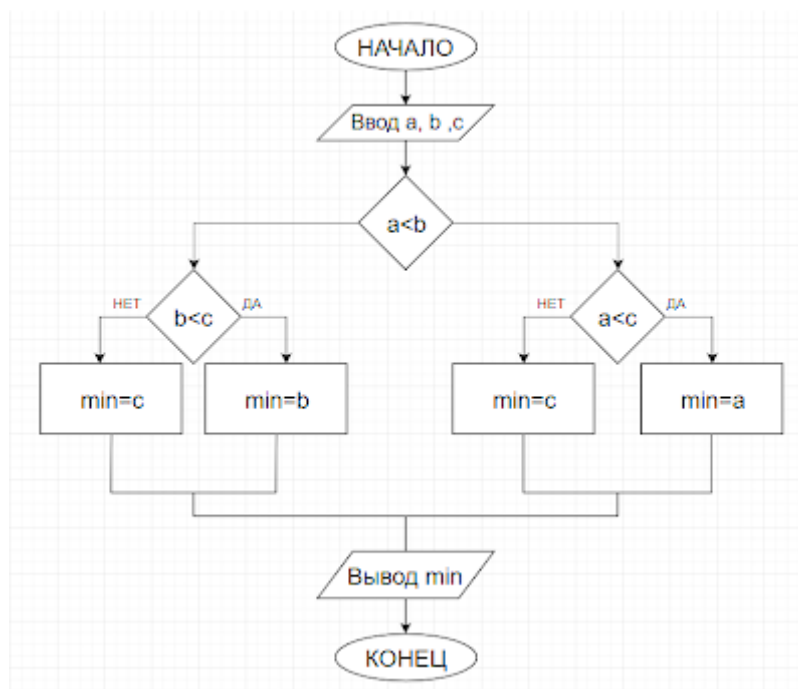 НАЧАЛО
Ввод a, b ,c
a<b
НЕТ
b<c
ДА
НЕТ
a<c
ДА
min=c
min=b
min=c
min=a
Вывод min
КОНЕЦ